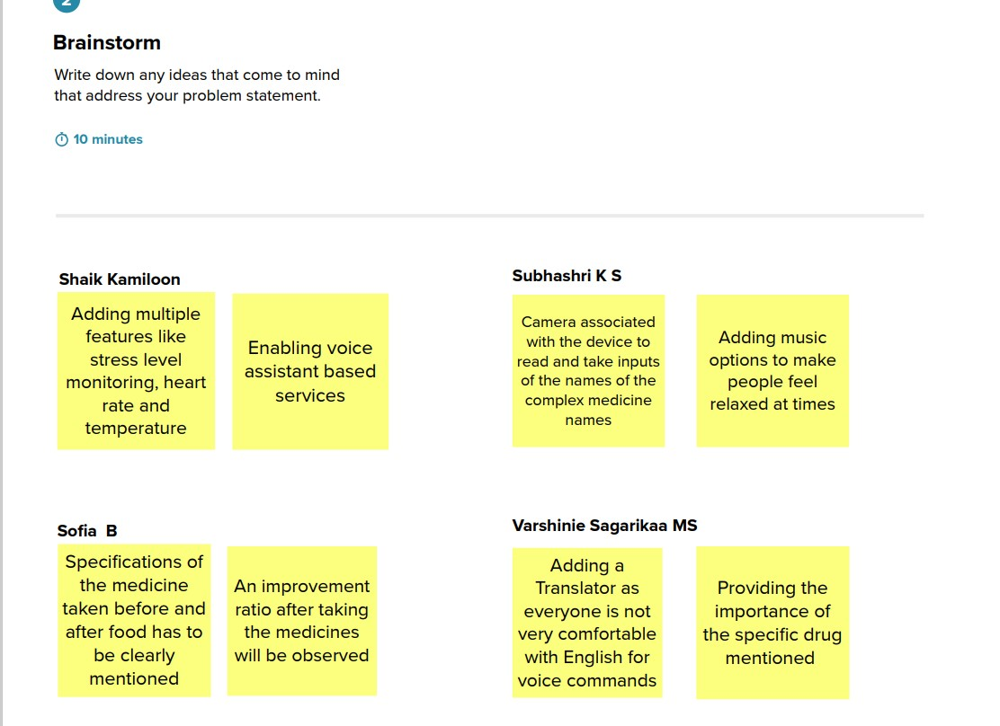 2
Brainstorm
Write down any ideas that come to mind
that address your problem statement.
10 minutes
Shaik Kamiloon
Adding multiple
features like
stress level
monitoring, heart
rate and
temperature
Enabling voice
assistant based
services
Subhashri K S
Camera associated
with the device to
read and take inputs
of the names of the
complex medicine
names
Adding music
options to make
people feel
relaxed at times
Sofia  B
Specifications of
the medicine
taken before and
after food has to
be clearly
mentioned
An improvement
ratio after taking
the medicines
will be observed
Varshinie Sagarikaa MS
Adding a
Translator as
everyone is not
very comfortable
with English for
voice commands
Providing the
importance of
the specific drug
mentioned